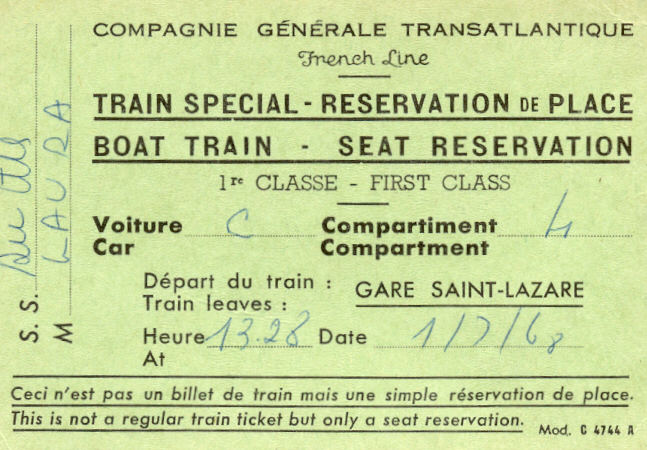 COMPAGNIE GÉNÉRALE TRANSATLANTIQUE
French Line
TRAIN SPECIAL - RESERVATION DE PLACE
BOAT TRAIN - SEAT RESERVATION
1re CLASSE - FIRST CLASS
Voiture C Compartiment 4
Car Compartment
Départ du train :
Train leaves :
GARE SAINT-LAZARE
Heure 13.28 Date 1/7/68
At
Ceci n'est pas un billet de train mais une simple réservation de place.
This is not a regular train ticket but only a seat reservation.
Mod. C 4744 A
S. S.
M LAURA